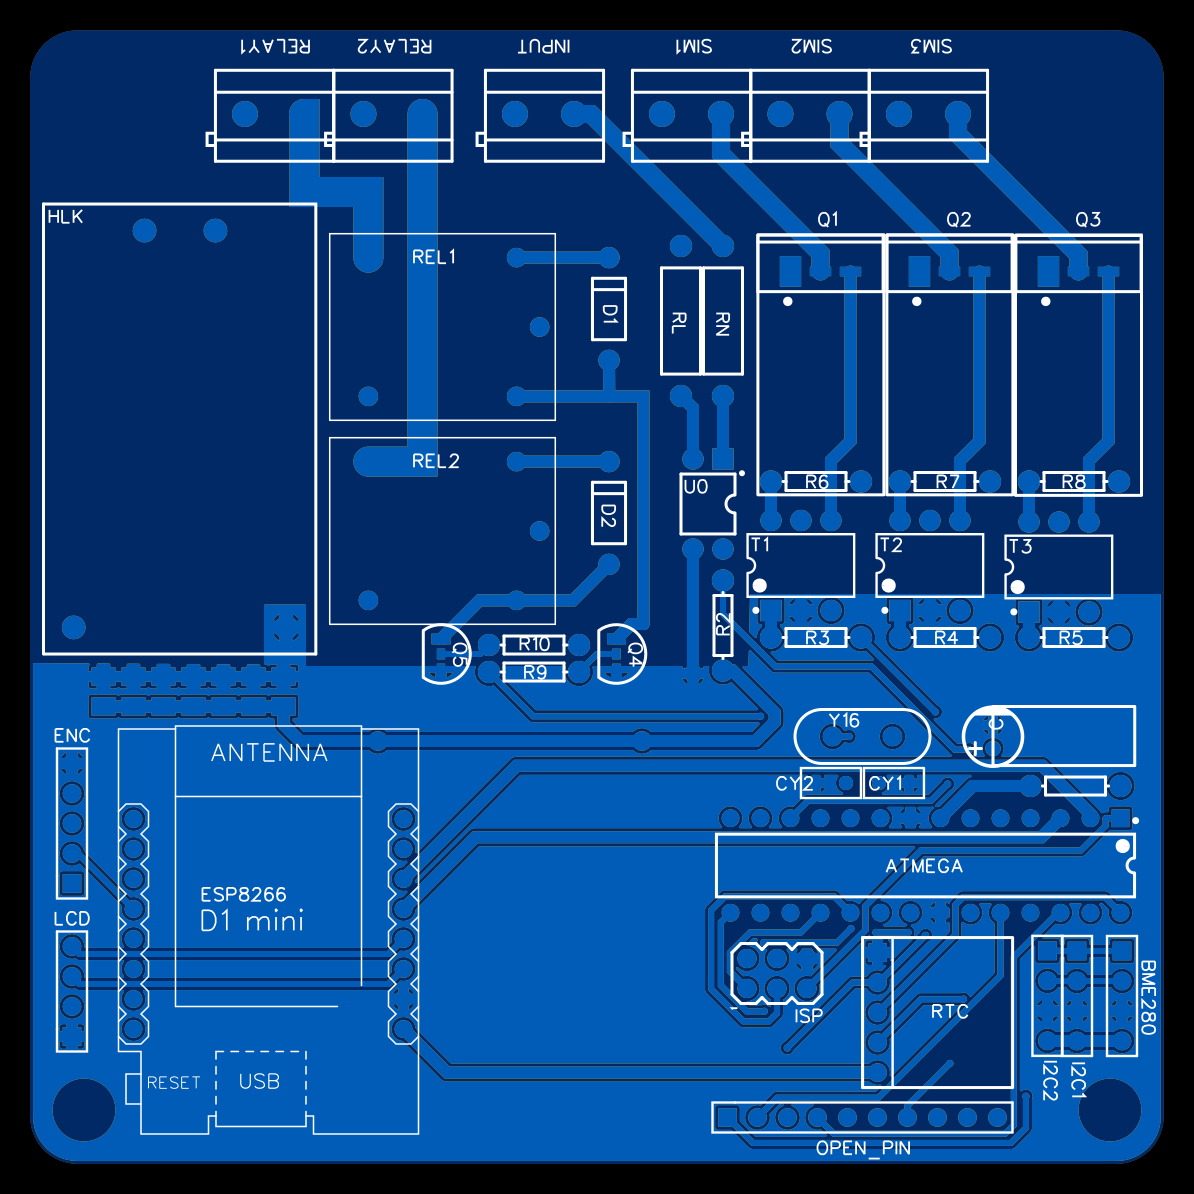 RELAY1
RELAY2
INPUT
SIM1
SIM2
SIM3
HLK
REL1
D1
RL
RN
Q1
Q2
Q3
REL2
D2
U0
R6
R7
R8
T1
T2
T3
R2
R3
R4
R5
R10
R9
Q5
Q4
ENC
ANTENNA
Y16
C
+
CY2
CY1
ESP8266
D1 mini
ATMEGA
LCD
ISP
RTC
BME280
I2C2
I2C1
RESET
USB
OPEN_PIN